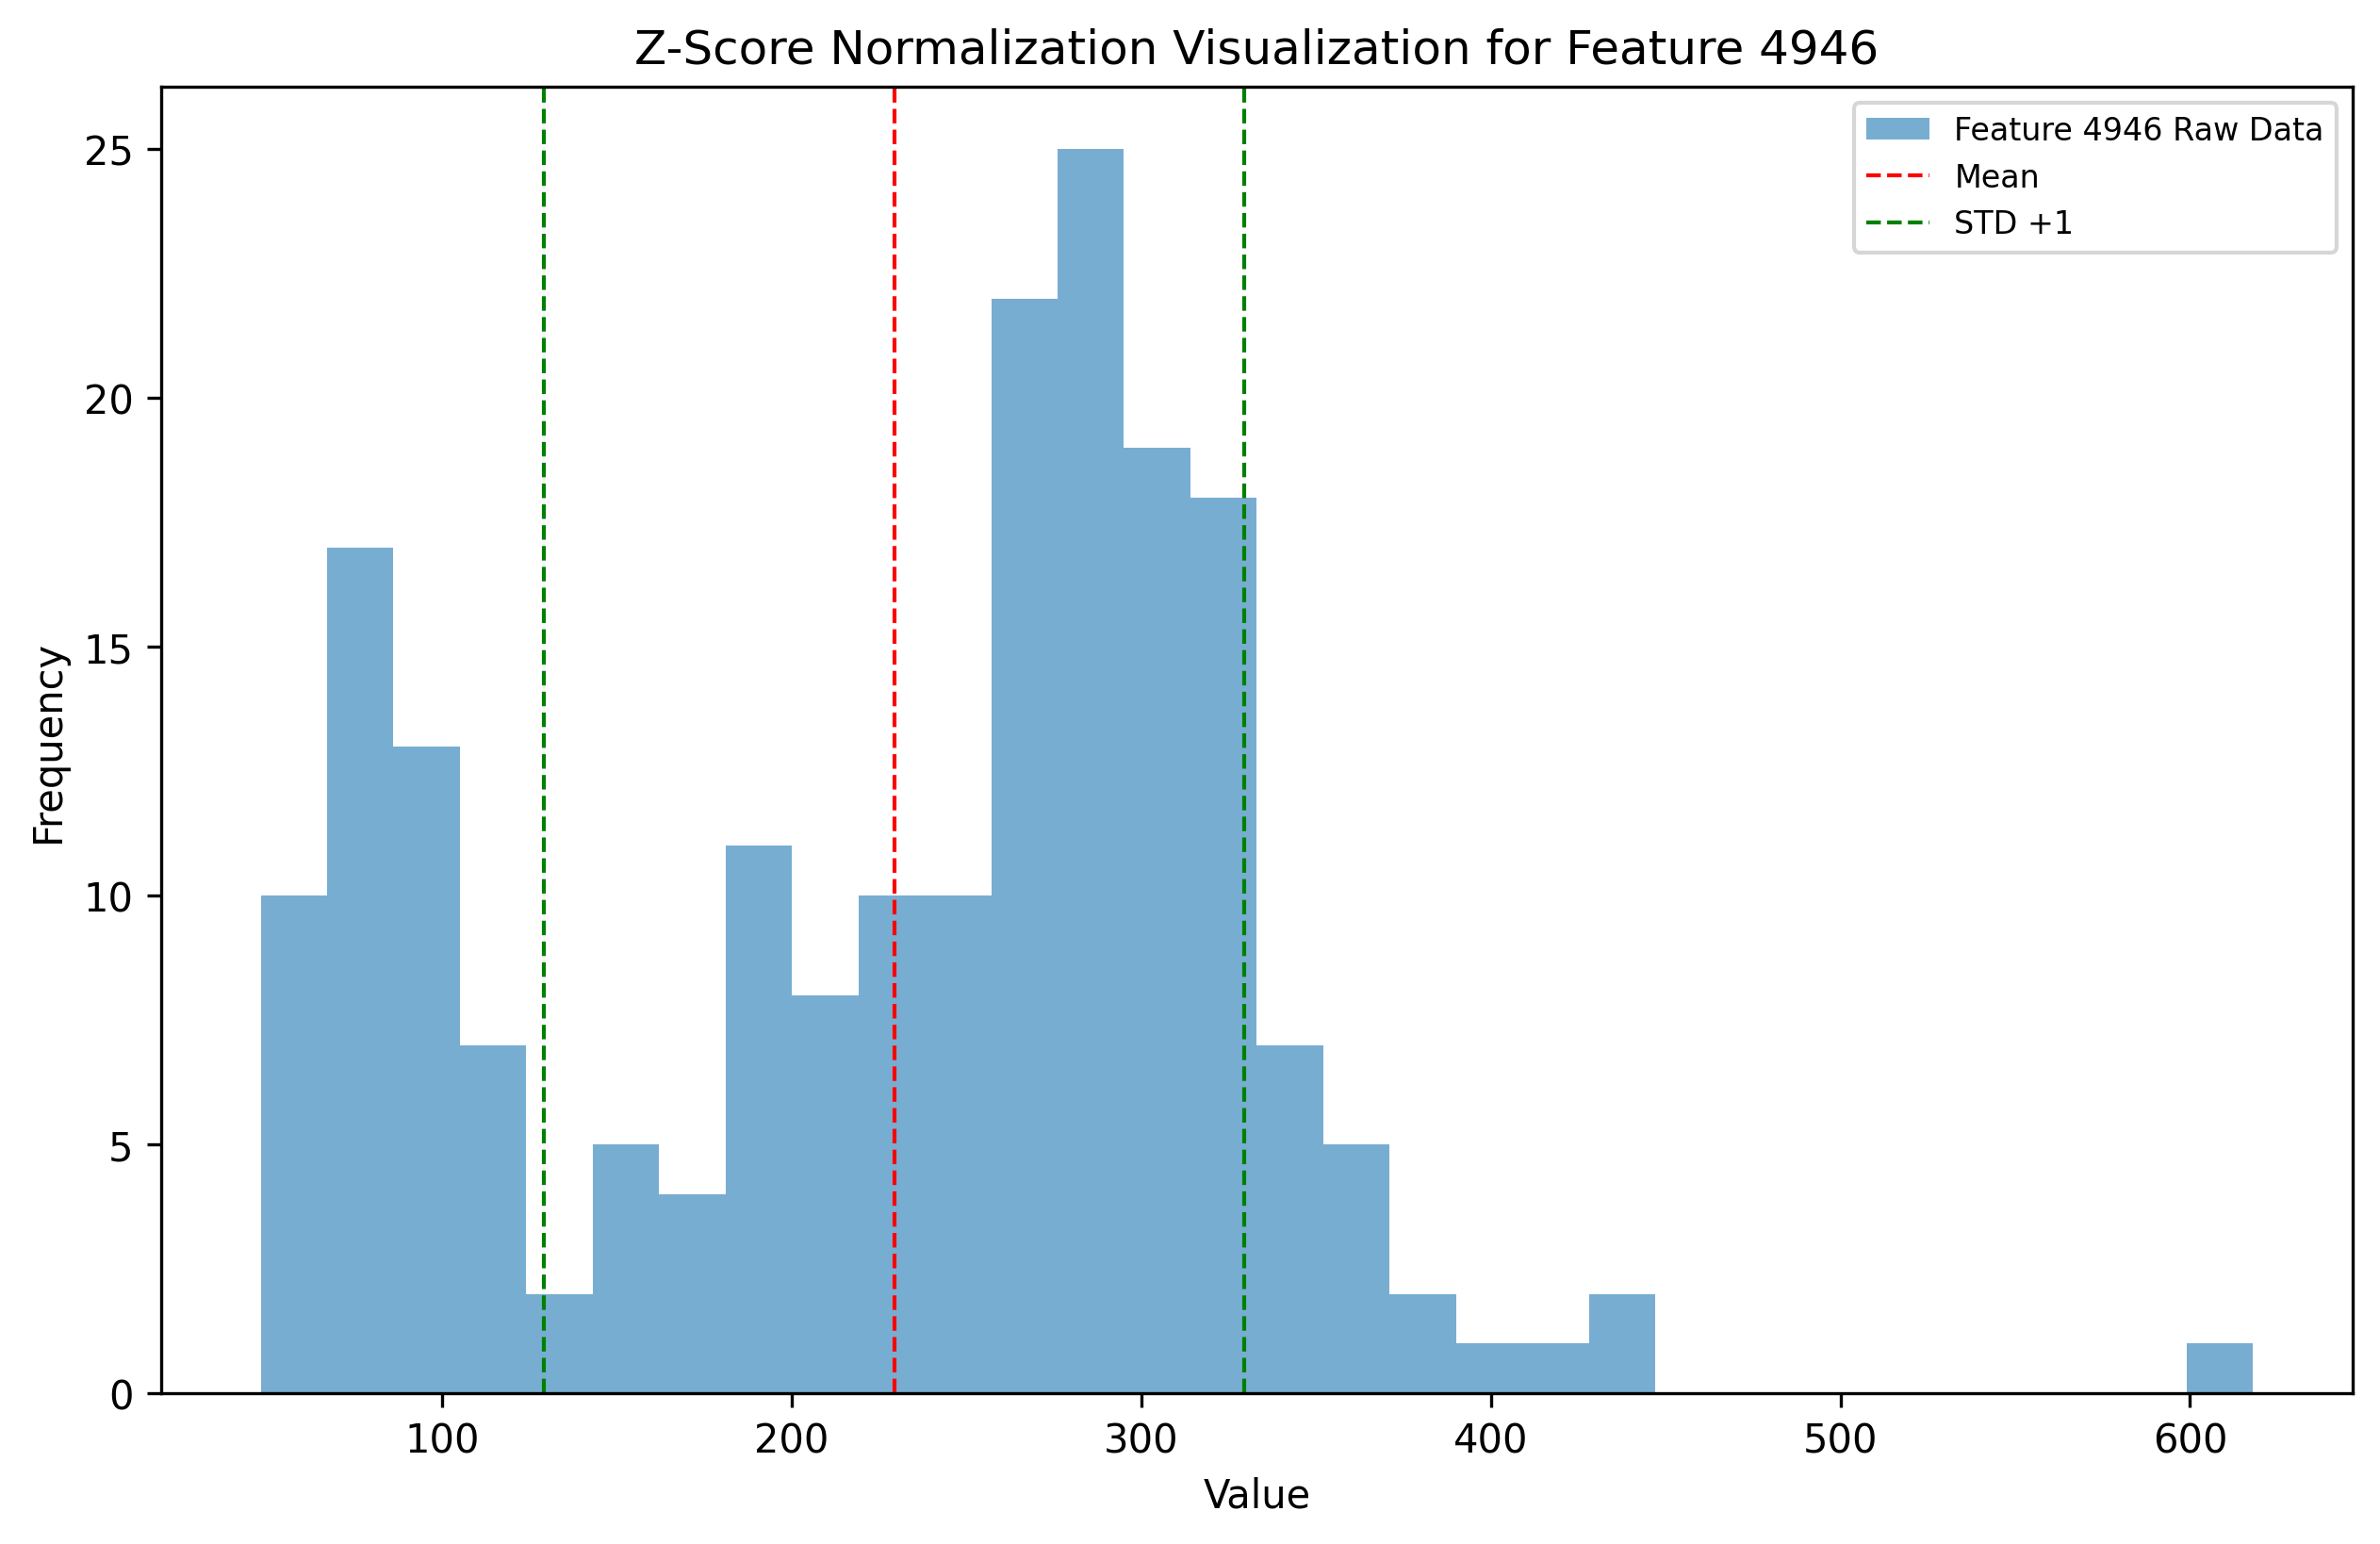 Z-Score Normalization Visualization for Feature 4946
Feature 4946 Raw Data
Mean
STD +1
25
20
15
10
5
0
Frequency
100
200
300
400
500
600
Value